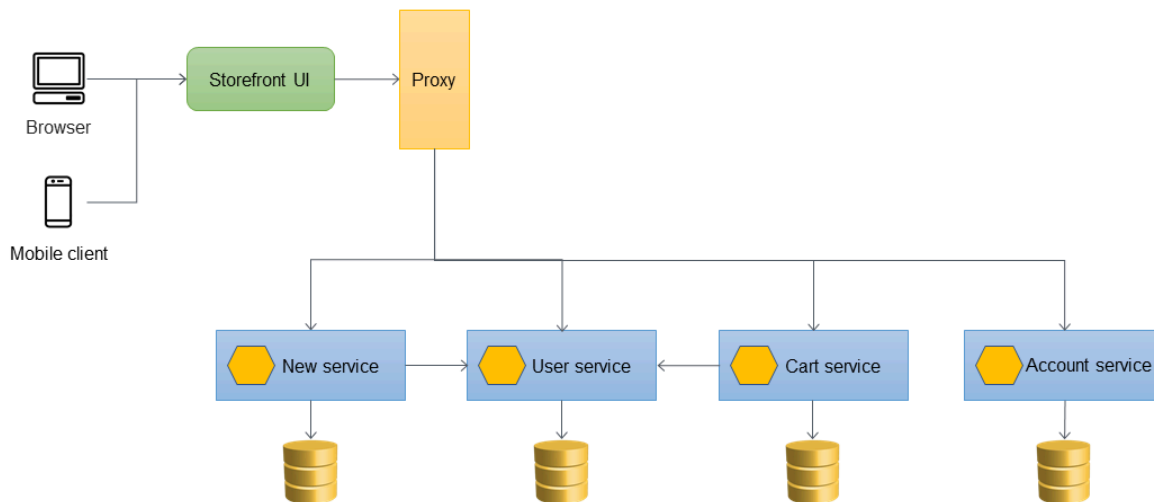 Storefront UI
Proxy
Browser
Mobile client
New service
User service
Cart service
Account service